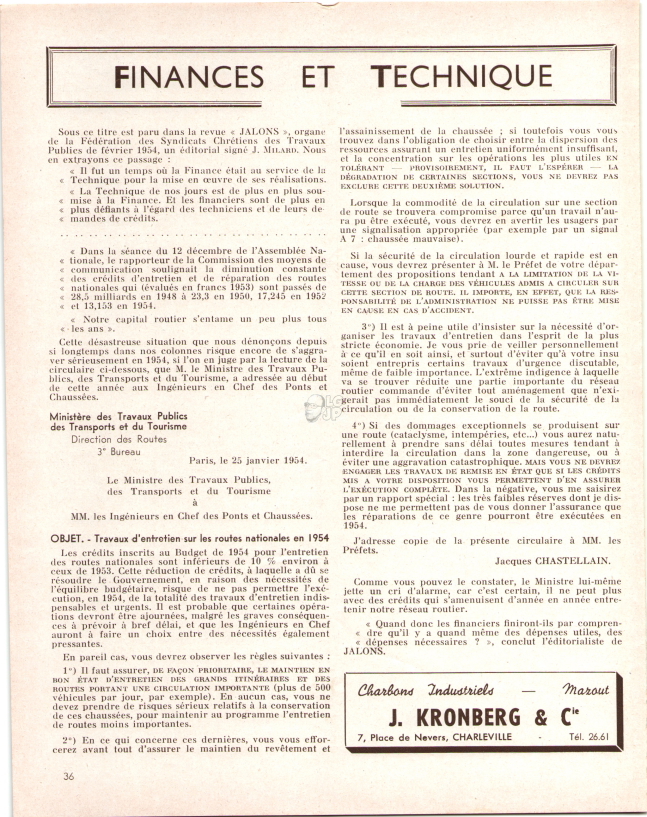 FINANCES ET TECHNIQUE
Sous ce titre est paru dans la revue « JALONS », organe
de la Fédération des Syndicats Chrétiens des Travaux
Publics de février 1954, un éditorial signé J. MILARD. Nous
en extrayons ce passage :
« Il fut un temps où la Finance était au service de la
« Technique pour la mise en œuvre de ses réalisations.
« La Technique de nos jours est de plus en plus sou-
« mise à la Finance. Et les financiers sont de plus en
« plus défiants à l'égard des techniciens et de leurs de-
« mandes de crédits.
« Dans la séance du 12 décembre de l'Assemblée Na-
« tionale, le rapporteur de la Commission des moyens de
« communication soulignait la diminution constante
« des crédits d'entretien et de réparation des routes
« nationales qui (évalués en francs 1953) sont passés de
« 28,5 milliards en 1948 à 23,3 en 1950, 17,245 en 1952
« et 13,153 en 1954.
« Notre capital routier s'entame un peu plus tous
« les ans ».
Cette désastreuse situation que nous dénonçons depuis
si longtemps dans nos colonnes risque encore de s'aggra-
ver sérieusement en 1954, si l'on en juge par la lecture de la
circulaire ci-dessous, que M. le Ministre des Travaux Pu-
blics, des Transports et du Tourisme, a adressée au début
de cette année aux Ingénieurs en Chef des Ponts et
Chaussées.
Ministère des Travaux Publics
des Transports et du Tourisme
Direction des Routes
3° Bureau
Paris, le 25 janvier 1954.
Le Ministre des Travaux Publics,
des Transports et du Tourisme
à
MM. les Ingénieurs en Chef des Ponts et Chaussées.
OBJET. - Travaux d'entretien sur les routes nationales en 1954
Les crédits inscrits au Budget de 1954 pour l'entretien
des routes nationales sont inférieurs de 10 % environ à
ceux de 1953. Cette réduction de crédits, à laquelle a dû se
résoudre le Gouvernement, en raison des nécessités de
l'équilibre budgétaire, risque de ne pas permettre l'exé-
cution, en 1954, de la totalité des travaux d'entretien indis-
pensables et urgents. Il est probable que certaines opéra-
tions devront être ajournées, malgré les graves conséquen-
ces à prévoir à bref délai, et que les Ingénieurs en Chef
auront à faire un choix entre des nécessités également
pressantes.
En pareil cas, vous devrez observer les règles suivantes :
1°) Il faut assurer, DE FAÇON PRIORITAIRE, LE MAINTIEN EN
BON ÉTAT D'ENTRETIEN DES GRANDS ITINÉRAIRES ET DES
ROUTES PORTANT UNE CIRCULATION IMPORTANTE (plus de 500
véhicules par jour, par exemple). En aucun cas, vous ne
devez prendre de risques sérieux relatifs à la conservation
de ces chaussées, pour maintenir au programme l'entretien
de routes moins importantes.
2°) En ce qui concerne ces dernières, vous vous effor-
cerez avant tout d'assurer le maintien du revêtement et
l'assainissement de la chaussée ; si toutefois vous vous
trouvez dans l'obligation de choisir entre la dispersion des
ressources assurant un entretien uniformément insuffisant,
et la concentration sur les opérations les plus utiles EN
TOLÉRANT — PROVISOIREMENT, IL FAUT L'ESPÉRER — LA
DÉGRADATION DE CERTAINES SECTIONS, VOUS NE DEVREZ PAS
EXCLURE CETTE DEUXIÈME SOLUTION.
Lorsque la commodité de la circulation sur une section
de route se trouvera compromise parce qu'un travail n'au-
ra pu être exécuté, vous devrez en avertir les usagers par
une signalisation appropriée (par exemple par un signal
A 7 : chaussée mauvaise).
Si la sécurité de la circulation lourde et rapide est en
cause, vous devrez présenter à M. le Préfet de votre dépar-
tement des propositions tendant A LA LIMITATION DE LA VI-
TESSE OU DE LA CHARGE DES VÉHICULES ADMIS A CIRCULER SUR
CETTE SECTION DE ROUTE. IL IMPORTE, EN EFFET, QUE LA RES-
PONSABILITÉ DE L'ADMINISTRATION NE PUISSE PAS ÊTRE MISE
EN CAUSE EN CAS D'ACCIDENT.
3°) Il est à peine utile d'insister sur la nécessité d'or-
ganiser les travaux d'entretien dans l'esprit de la plus
stricte économie. Je vous prie de veiller personnellement
à ce qu'il en soit ainsi, et surtout d'éviter qu'à votre insu
soient entrepris certains travaux d'urgence discutable,
même de faible importance. L'extrême indigence à laquelle
va se trouver réduite une partie importante du réseau
routier commande d'éviter tout aménagement que n'exi-
gerait pas immédiatement le souci de la sécurité de la
circulation ou de la conservation de la route.
4°) Si des dommages exceptionnels se produisent sur
une route (cataclysme, intempéries, etc...) vous aurez natu-
rellement à prendre sans délai toutes mesures tendant à
interdire la circulation dans la zone dangereuse, ou à
éviter une aggravation catastrophique. MAIS VOUS NE DEVREZ
ENGAGER LES TRAVAUX DE REMISE EN ÉTAT QUE SI LES CRÉDITS
MIS A VOTRE DISPOSITION VOUS PERMETTENT D'EN ASSURER
L'EXÉCUTION COMPLÈTE. Dans la négative, vous me saisirez
par un rapport spécial : les très faibles réserves dont je dis-
pose ne me permettent pas de vous donner l'assurance que
les réparations de ce genre pourront être exécutées en
1954.
J'adresse copie de la présente circulaire à MM. les
Préfets.
Jacques CHASTELLAIN.
Comme vous pouvez le constater, le Ministre lui-même
jette un cri d'alarme, car c'est certain, il ne peut plus
avec des crédits qui s'amenuisent d'année en année entre-
tenir notre réseau routier.
« Quand donc les financiers finiront-ils par compren-
« dre qu'il y a quand même des dépenses utiles, des
« dépenses nécessaires ? », conclut l'éditorialiste de
JALONS.
Charbons Industriels — Mazout
J. KRONBERG & Cie
7, Place de Nevers, CHARLEVILLE - Tél. 26.61
36